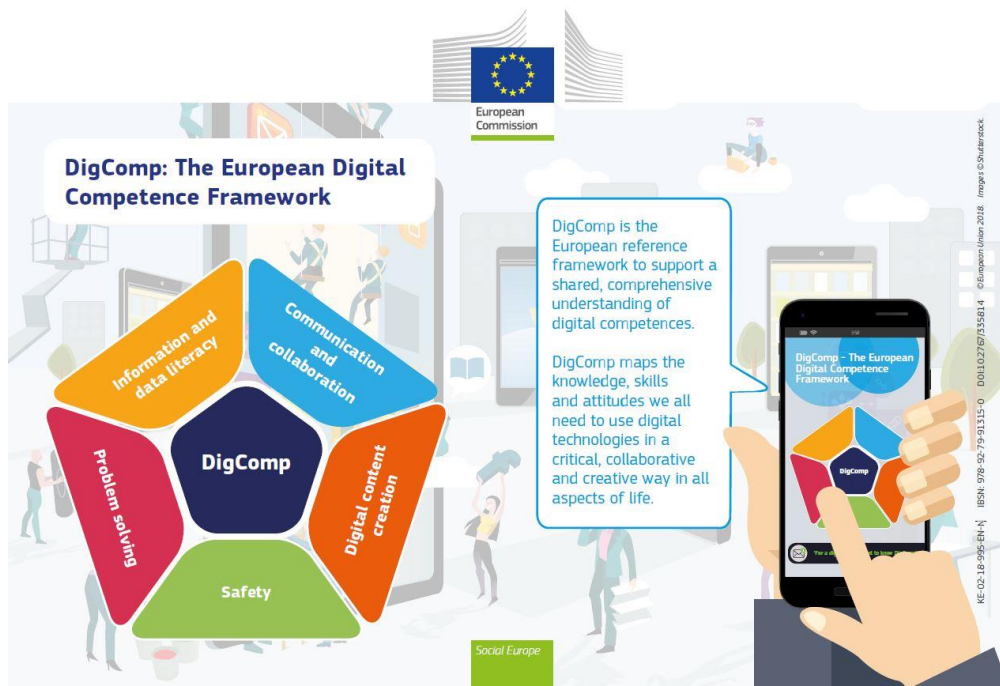 European
Commission
DigComp: The European Digital
Competence Framework
Information and
data literacy
Communication
and
collaboration
Problem solving
DigComp
Digital content
creation
Safety
DigComp is the
European reference
framework to support a
shared, comprehensive
understanding of
digital competences.
DigComp maps the
knowledge, skills
and attitudes we all
need to use digital
technologies in a
critical, collaborative
and creative way in all
aspects of life.
DigComp – The European
Digital Competence
Framework
DigComp
Social Europe
KE-02-18-995-EN-N IBSN: 978-92-79-91315-0 DOI:10.2767/335814 ©European Union 2018. Images ©Shutterstock